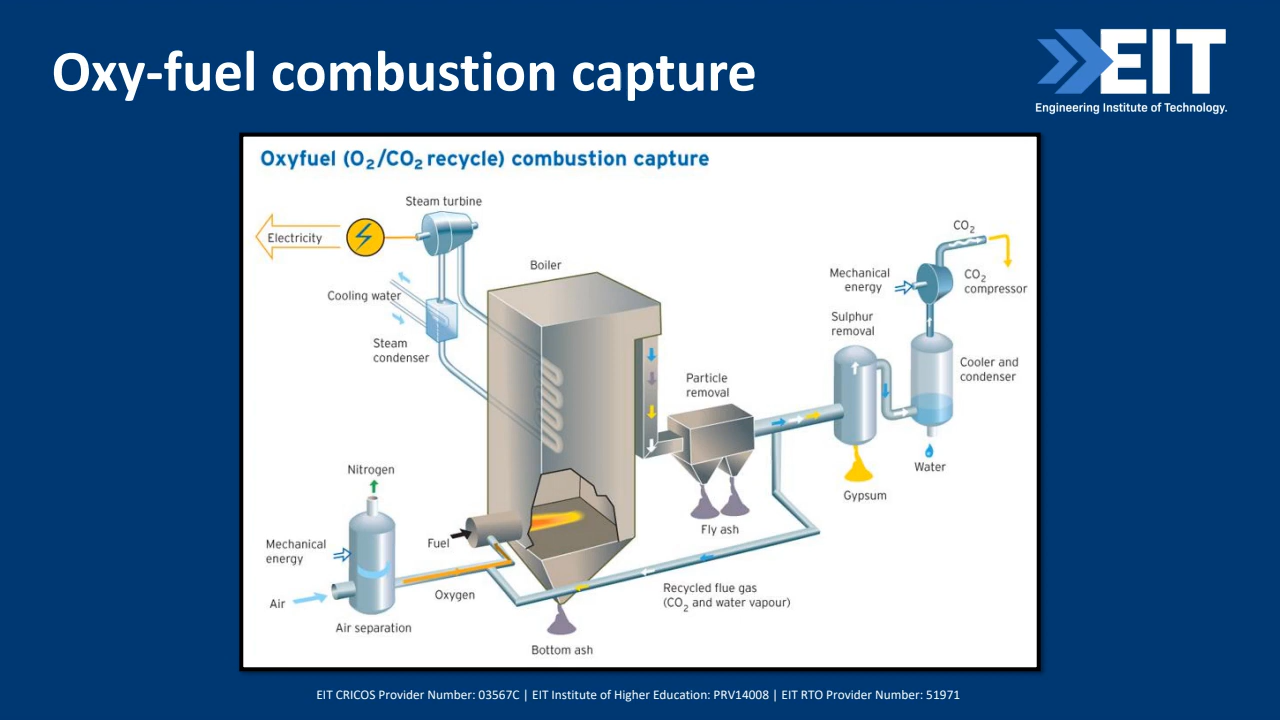 Oxy-fuel combustion capture
EIT
Engineering Institute of Technology.
Oxyfuel (O₂/CO₂ recycle) combustion capture
Steam turbine
Electricity
Boiler
Cooling water
Steam
condenser
CO₂
Mechanical
energy
CO₂
compressor
Sulphur
removal
Cooler and
condenser
Particle
removal
Water
Gypsum
Fly ash
Nitrogen
Fuel
Mechanical
energy
Air
Oxygen
Air separation
Recycled flue gas
(CO₂ and water vapour)
Bottom ash
EIT CRICOS Provider Number: 03567C | EIT Institute of Higher Education: PRV14008 | EIT RTO Provider Number: 51971